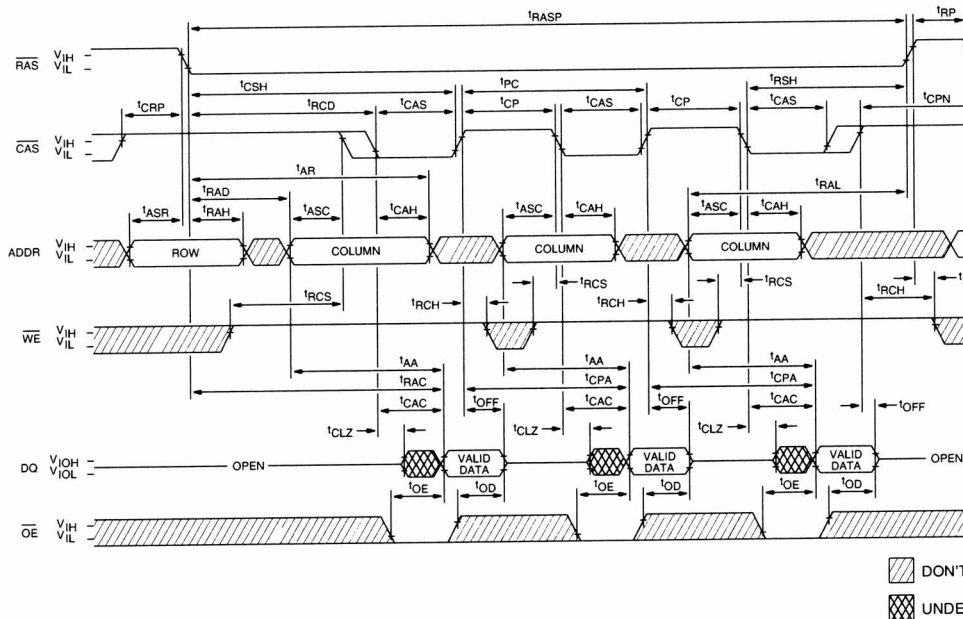 tRASP
tRP
RAS VIH
VIL
tCSH
tPC
tRSH
tCRP
tRCD
tCAS
tCP
tCAS
tCP
tCAS
tCPN
CAS VIH
VIL
tAR
tRAD
tRAL
tASR
tRAH
tASC
tCAH
tASC
tCAH
tASC
tCAH
ADDR VIH
VIL
ROW
COLUMN
COLUMN
COLUMN
tRCS
tRCH
tRCS
tRCH
tRCS
tRCH
t
WE VIH
VIL
tAA
tAA
tAA
tRAC
tCPA
tCPA
tCAC
tOFF
tCAC
tOFF
tCAC
tOFF
tCLZ
tCLZ
tCLZ
DQ VIOH
VIOL
OPEN
VALID
DATA
VALID
DATA
VALID
DATA
OPEN
tOE
tOD
tOE
tOD
tOE
tOD
OE VIH
VIL
DON'T
UNDE